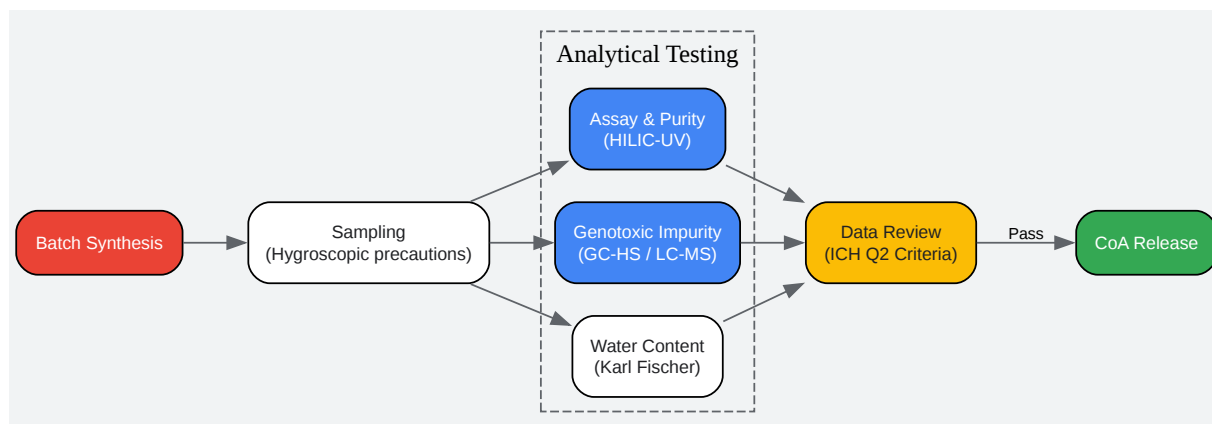 Analytical Testing
Batch Synthesis
Sampling
(Hygroscopic precautions)
Assay & Purity
(HILIC-UV)
Genotoxic Impurity
(GC-HS / LC-MS)
Water Content
(Karl Fischer)
Data Review
(ICH Q2 Criteria)
Pass
CoA Release